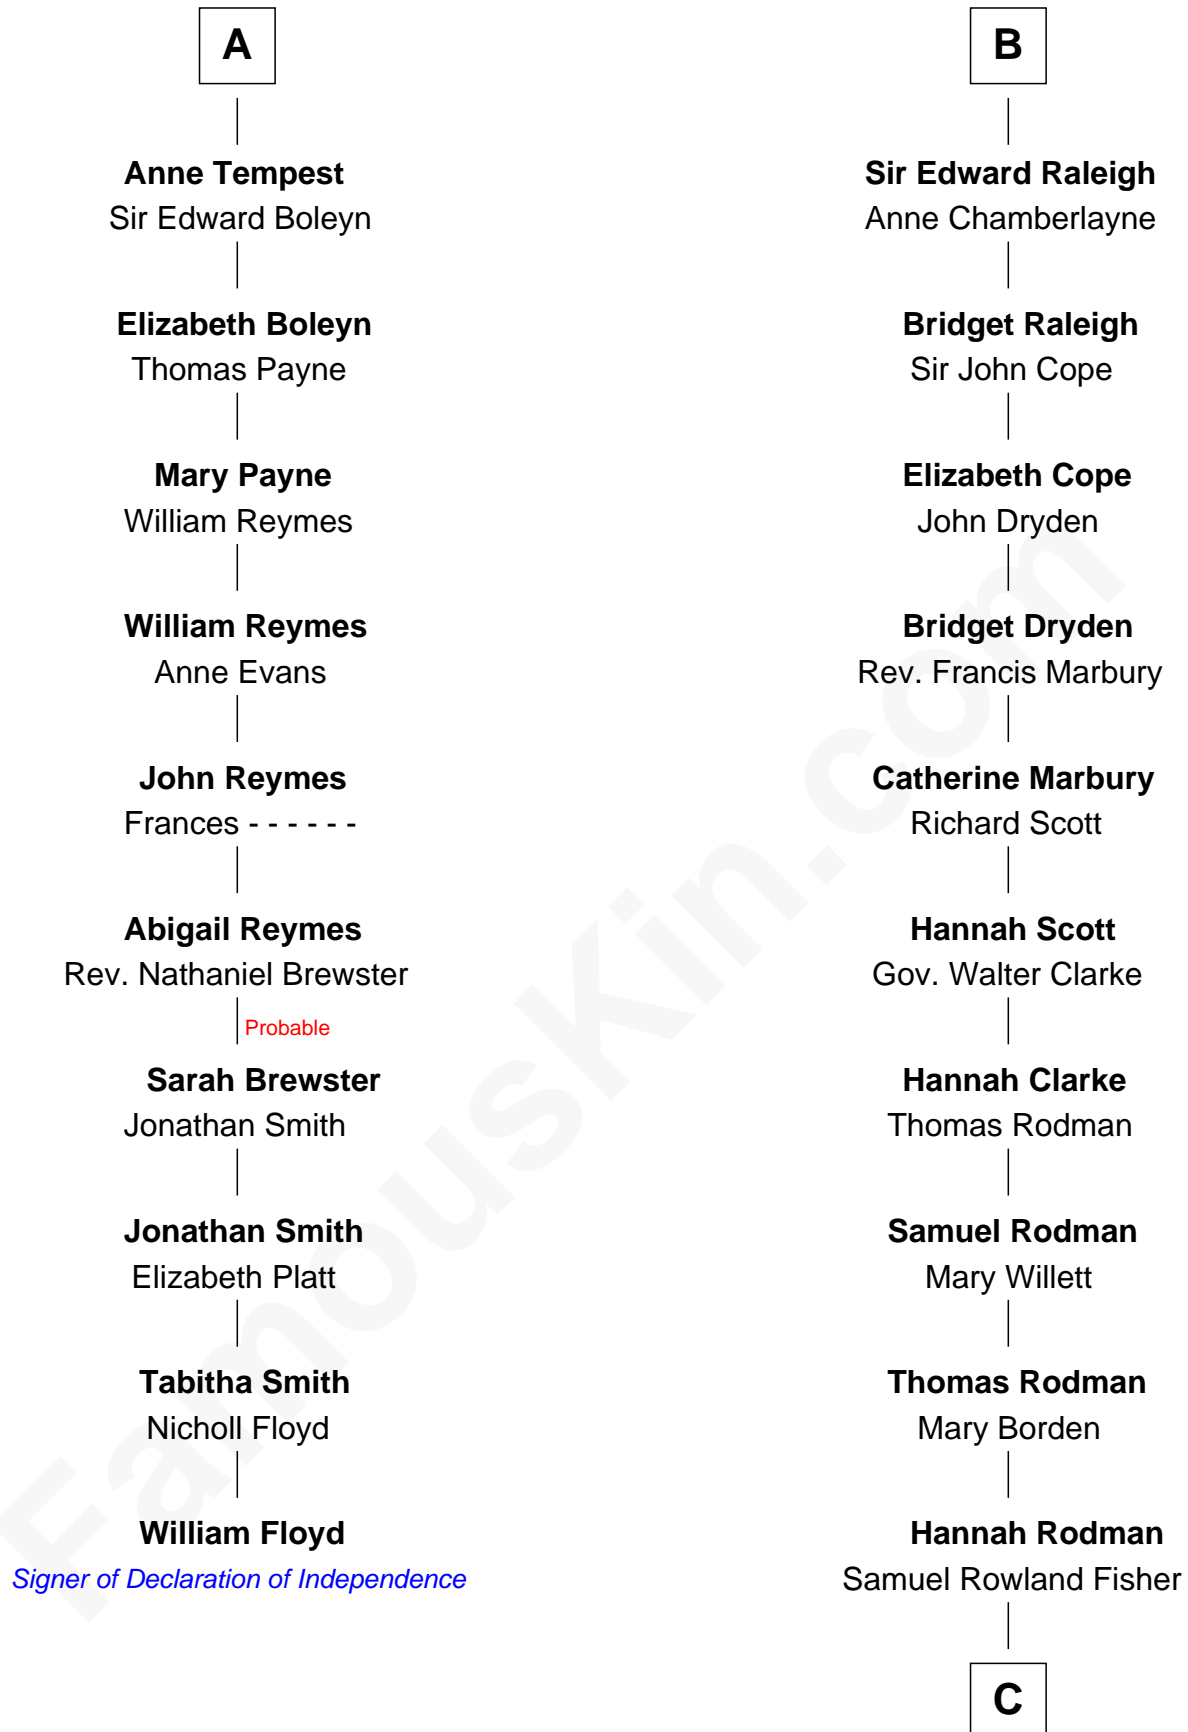 A
Anne Tempest
Sir Edward Boleyn
Elizabeth Boleyn
Thomas Payne
Mary Payne
William Reymes
William Reymes
Anne Evans
John Reymes
Frances - - - - - -
Abigail Reymes
Rev. Nathaniel Brewster
Probable
Sarah Brewster
Jonathan Smith
Jonathan Smith
Elizabeth Platt
Tabitha Smith
Nicholl Floyd
William Floyd
Signer of Declaration of Independence
B
Sir Edward Raleigh
Anne Chamberlayne
Bridget Raleigh
Sir John Cope
Elizabeth Cope
John Dryden
Bridget Dryden
Rev. Francis Marbury
Catherine Marbury
Richard Scott
Hannah Scott
Gov. Walter Clarke
Hannah Clarke
Thomas Rodman
Samuel Rodman
Mary Willett
Thomas Rodman
Mary Borden
Hannah Rodman
Samuel Rowland Fisher
C
FamousKin.com